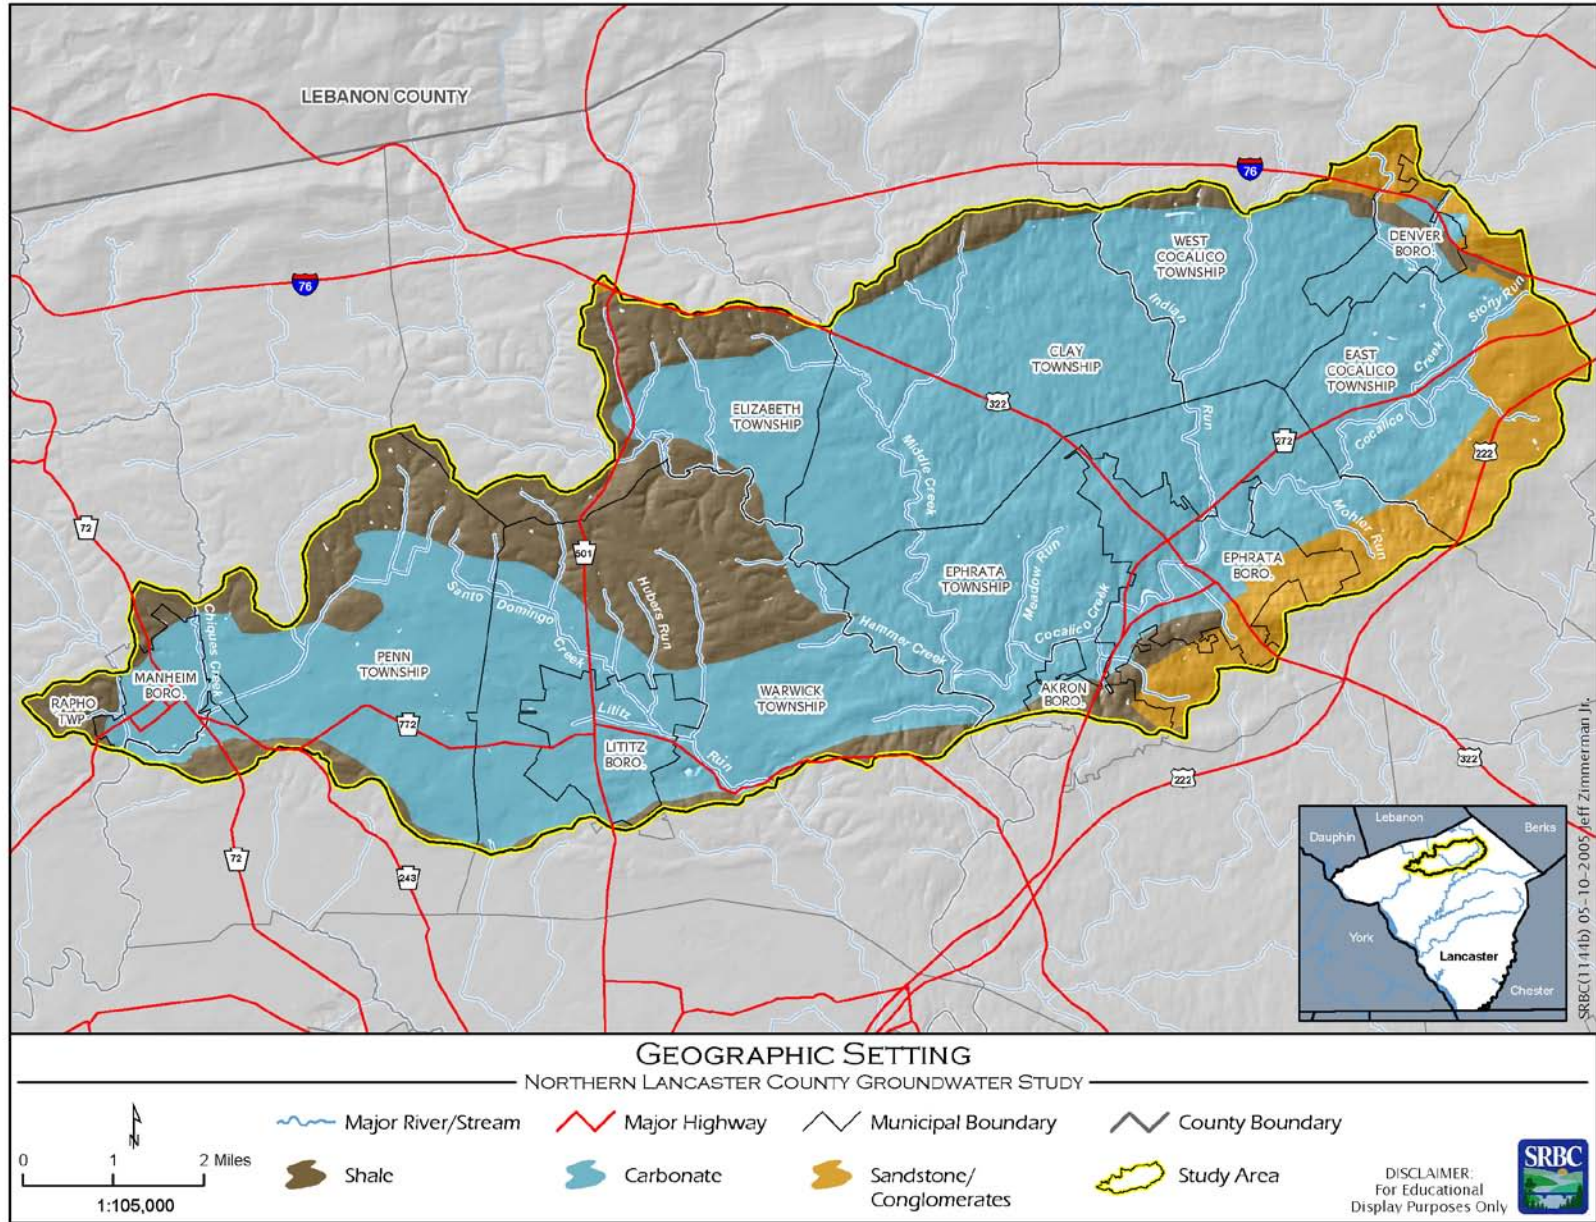 LEBANON COUNTY
76
76
DENVER
BORO.
WEST
COCALICO
TOWNSHIP
Indian
Stony Run
CLAY
TOWNSHIP
EAST
COCALICO
TOWNSHIP
Creek
322
ELIZABETH
TOWNSHIP
Run
272
Cocalico
222
Middle Creek
72
501
Mohler Run
EPHRATA
BORO.
EPHRATA
TOWNSHIP
Meadow Run
Cocalico Creek
Santo Domingo
Creek
Hubers Run
Hammer Creek
Chiques Creek
PENN
TOWNSHIP
MANHEIM
BORO.
WARWICK
TOWNSHIP
AKRON
BORO.
RAPHO
TWP.
772
Lititz
Run
LITITZ
BORO.
322
222
72
243
Lebanon
Dauphin
Berks
York
Lancaster
Chester
SRBC(1144b) 05-10-2005 Jeff Zimmerman Jr.
GEOGRAPHIC SETTING
NORTHERN LANCASTER COUNTY GROUNDWATER STUDY
N
0 1 2 Miles
1:105,000
Major River/Stream
Major Highway
Municipal Boundary
County Boundary
Shale
Carbonate
Sandstone/
Conglomerates
Study Area
DISCLAIMER:
For Educational
Display Purposes Only
SRBC